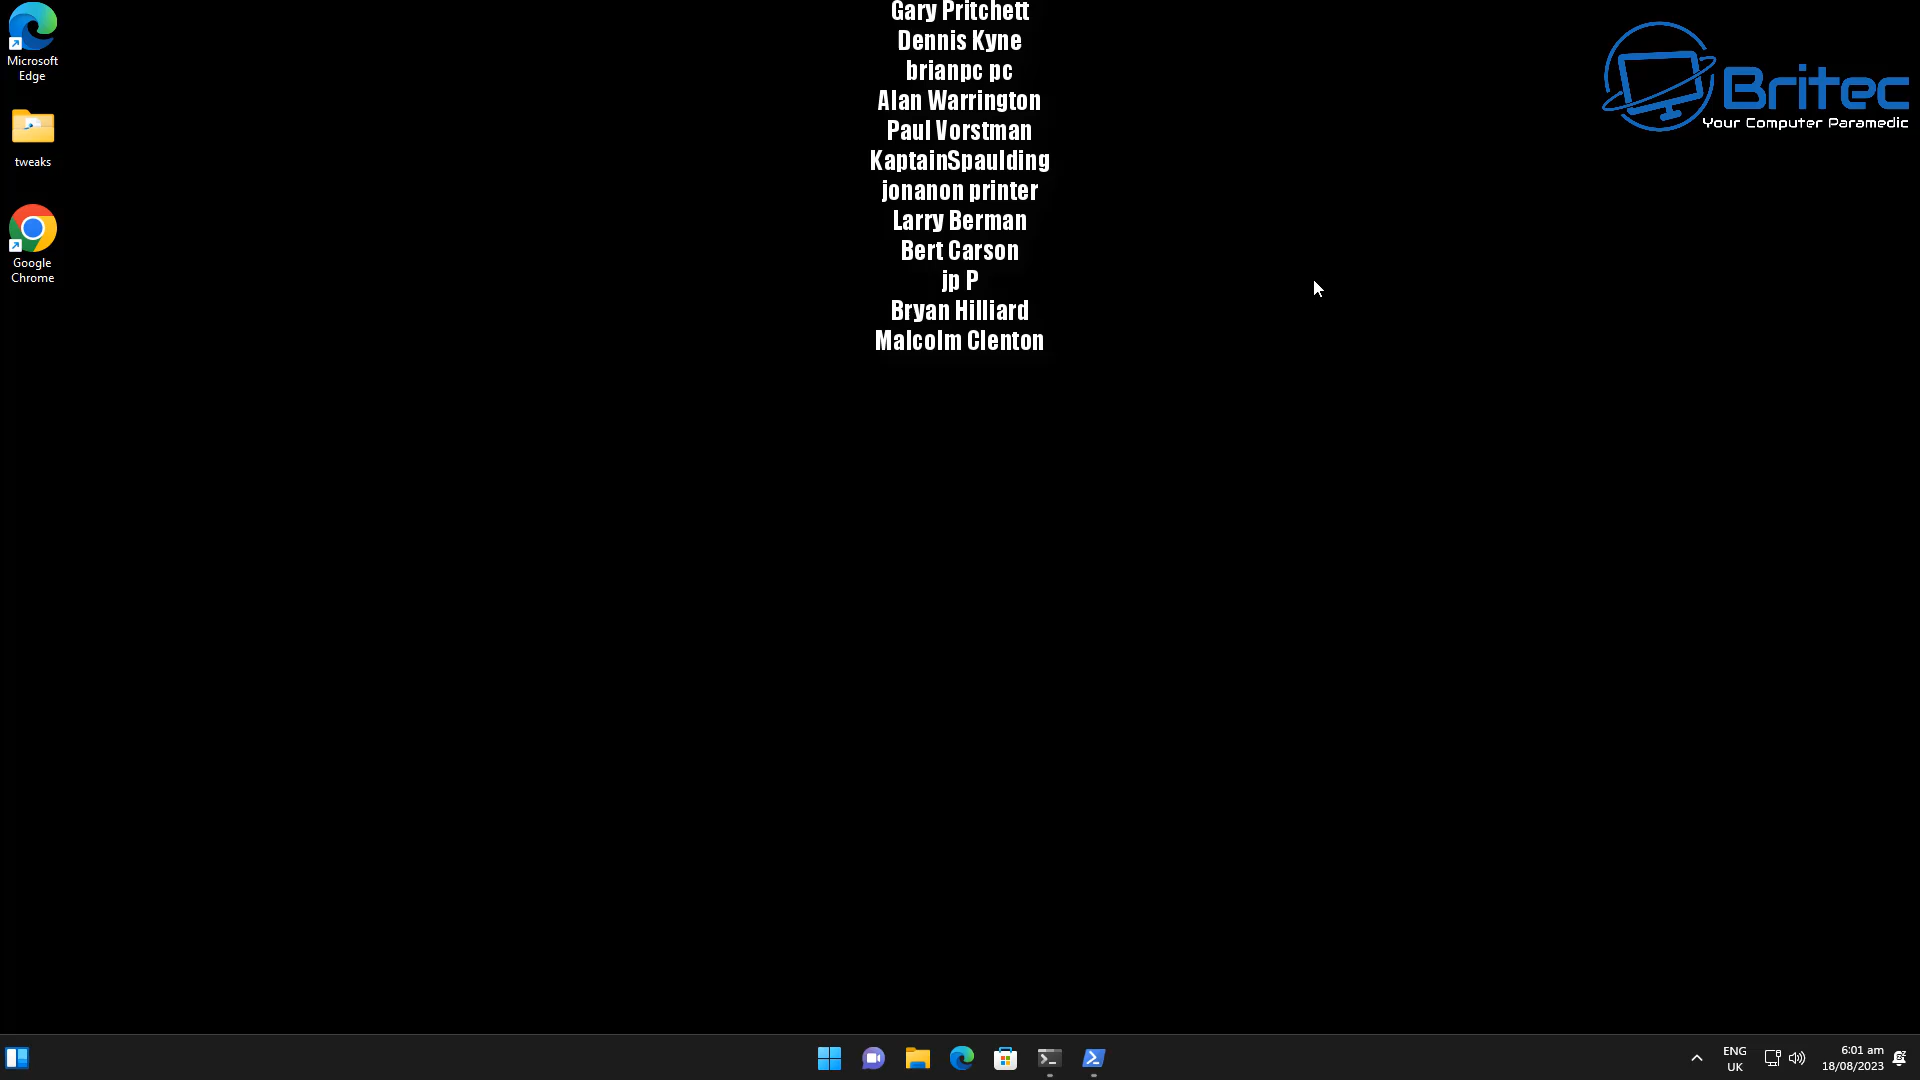 Gary Pritchett
Dennis Kyne
brianpc pc
Alan Warrington
Paul Vorstman
KaptainSpaulding
jonanon printer
Larry Berman
Bert Carson
jp P
Bryan Hilliard
Malcolm Clenton
Microsoft
Edge
tweaks
Google
Chrome
Britec
Your Computer Paramedic
ENG
UK
6:01 am
18/08/2023